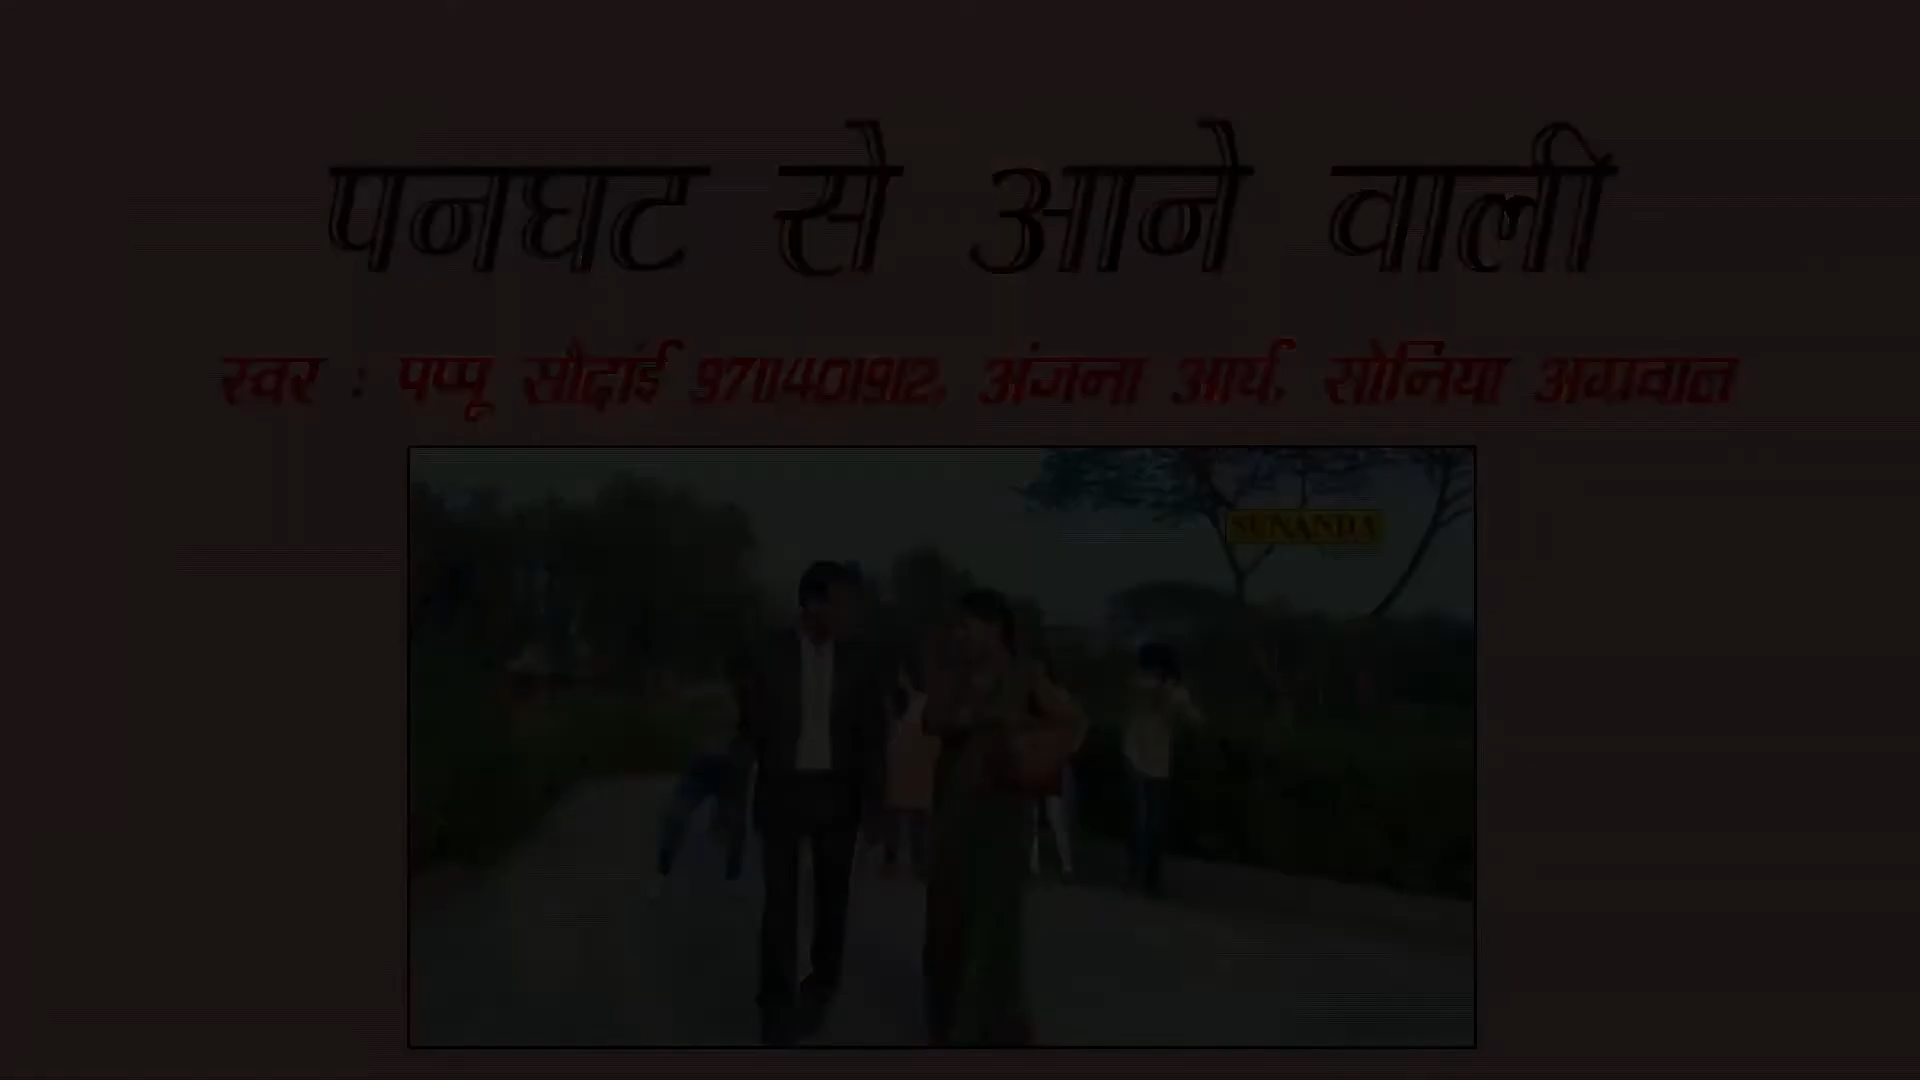 पनघट से आने वाली
स्वर : पप्पू सौदाई 9711401912, अंजना आर्य, सोनिया अग्रवाल
SUNANDA